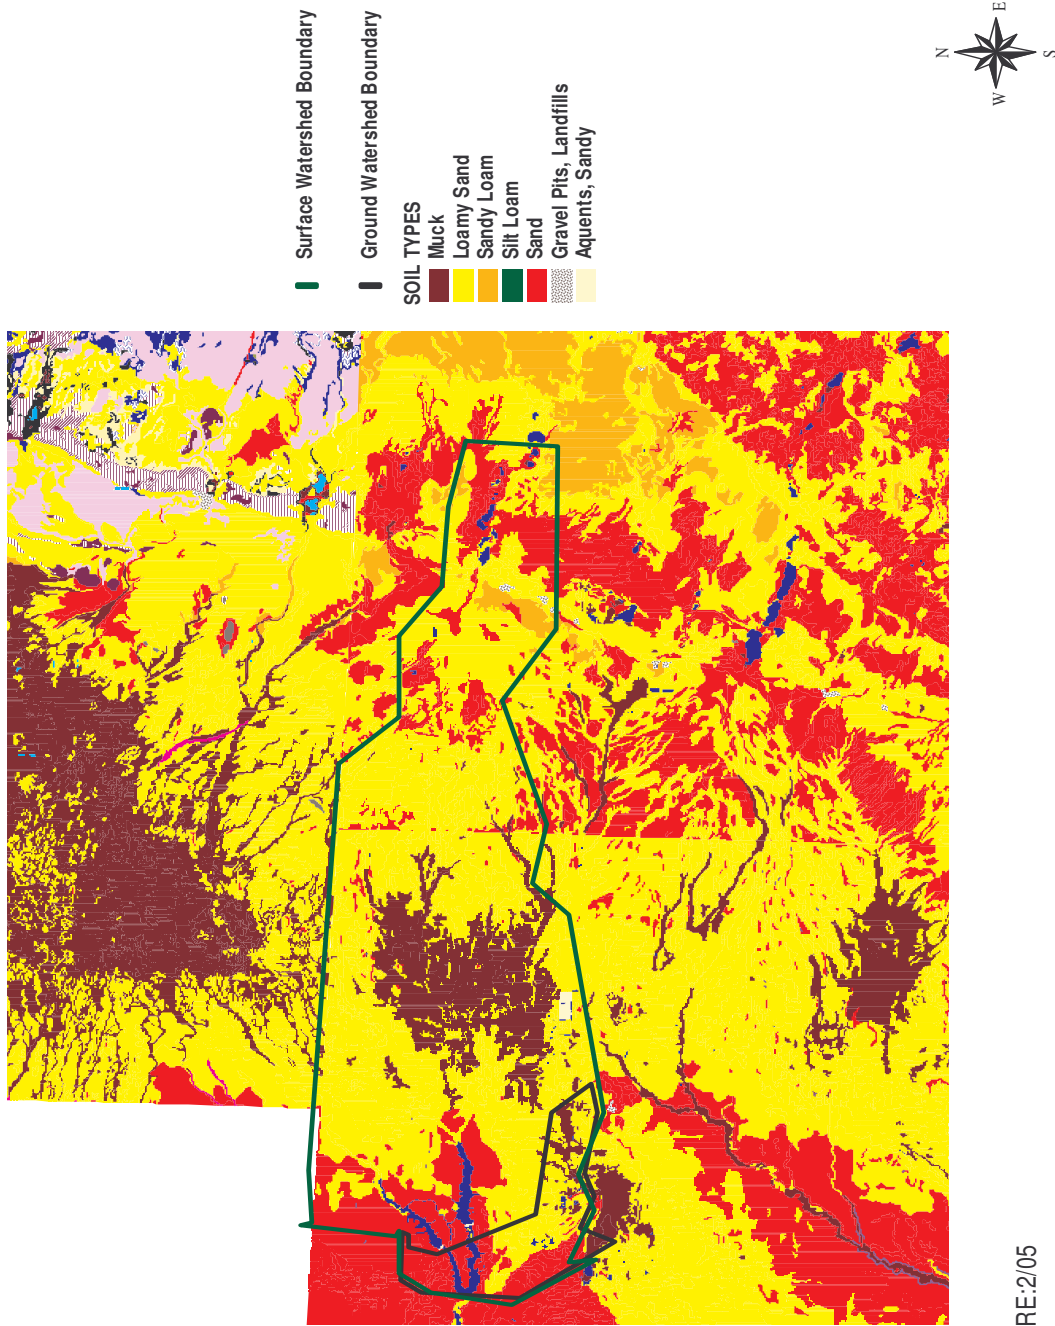 Surface Watershed Boundary
Ground Watershed Boundary
SOIL TYPES
Muck
Loamy Sand
Sandy Loam
Silt Loam
Sand
Gravel Pits, Landfills
Aquents, Sandy
N
E
S
W
RE:2/05